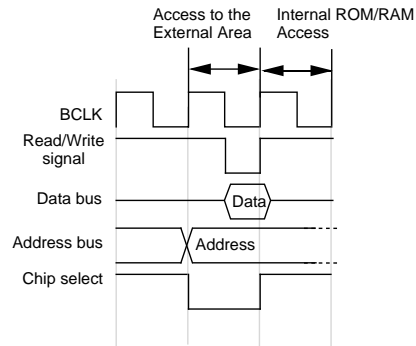 Access to the
External Area
Internal ROM/RAM
Access
BCLK
Read/Write
signal
Data bus
Data
Address bus
Address
Chip select